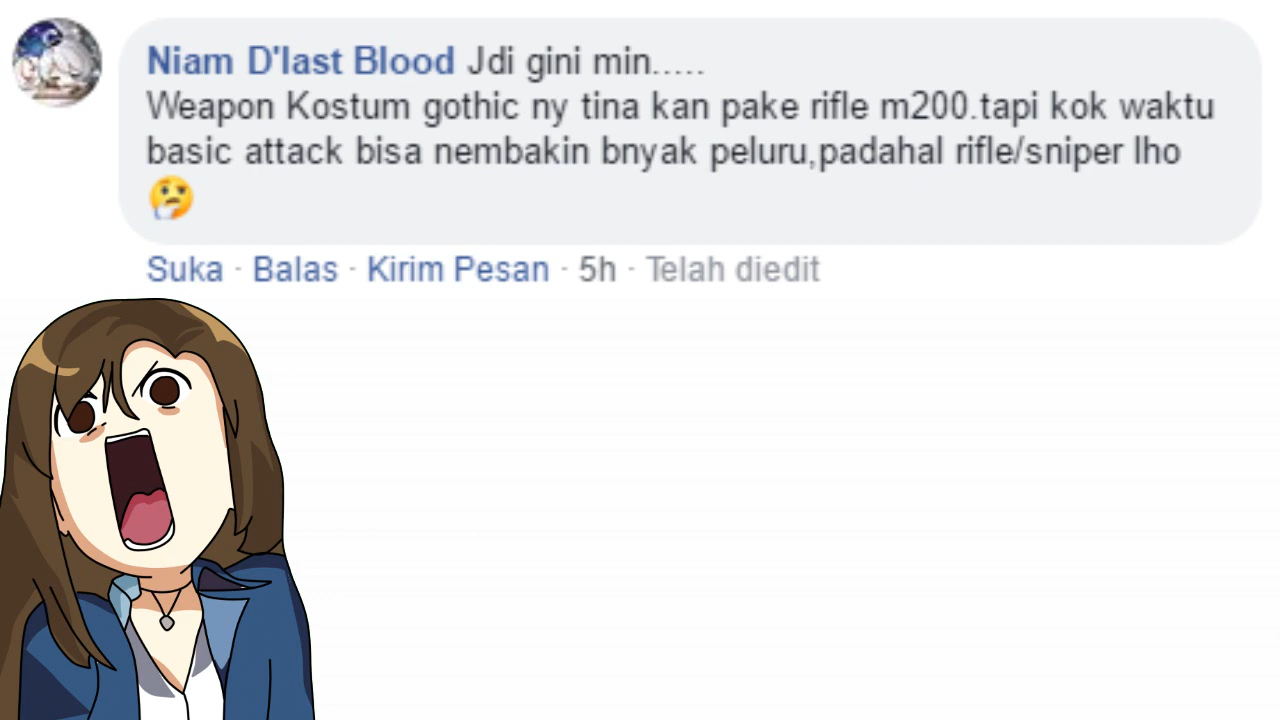 Niam D'last Blood Jdi gini min.....
Weapon Kostum gothic ny tina kan pake rifle m200.tapi kok waktu
basic attack bisa nembakin bnyak peluru,padahal rifle/sniper lho
🤔
Suka · Balas · Kirim Pesan · 5h · Telah diedit